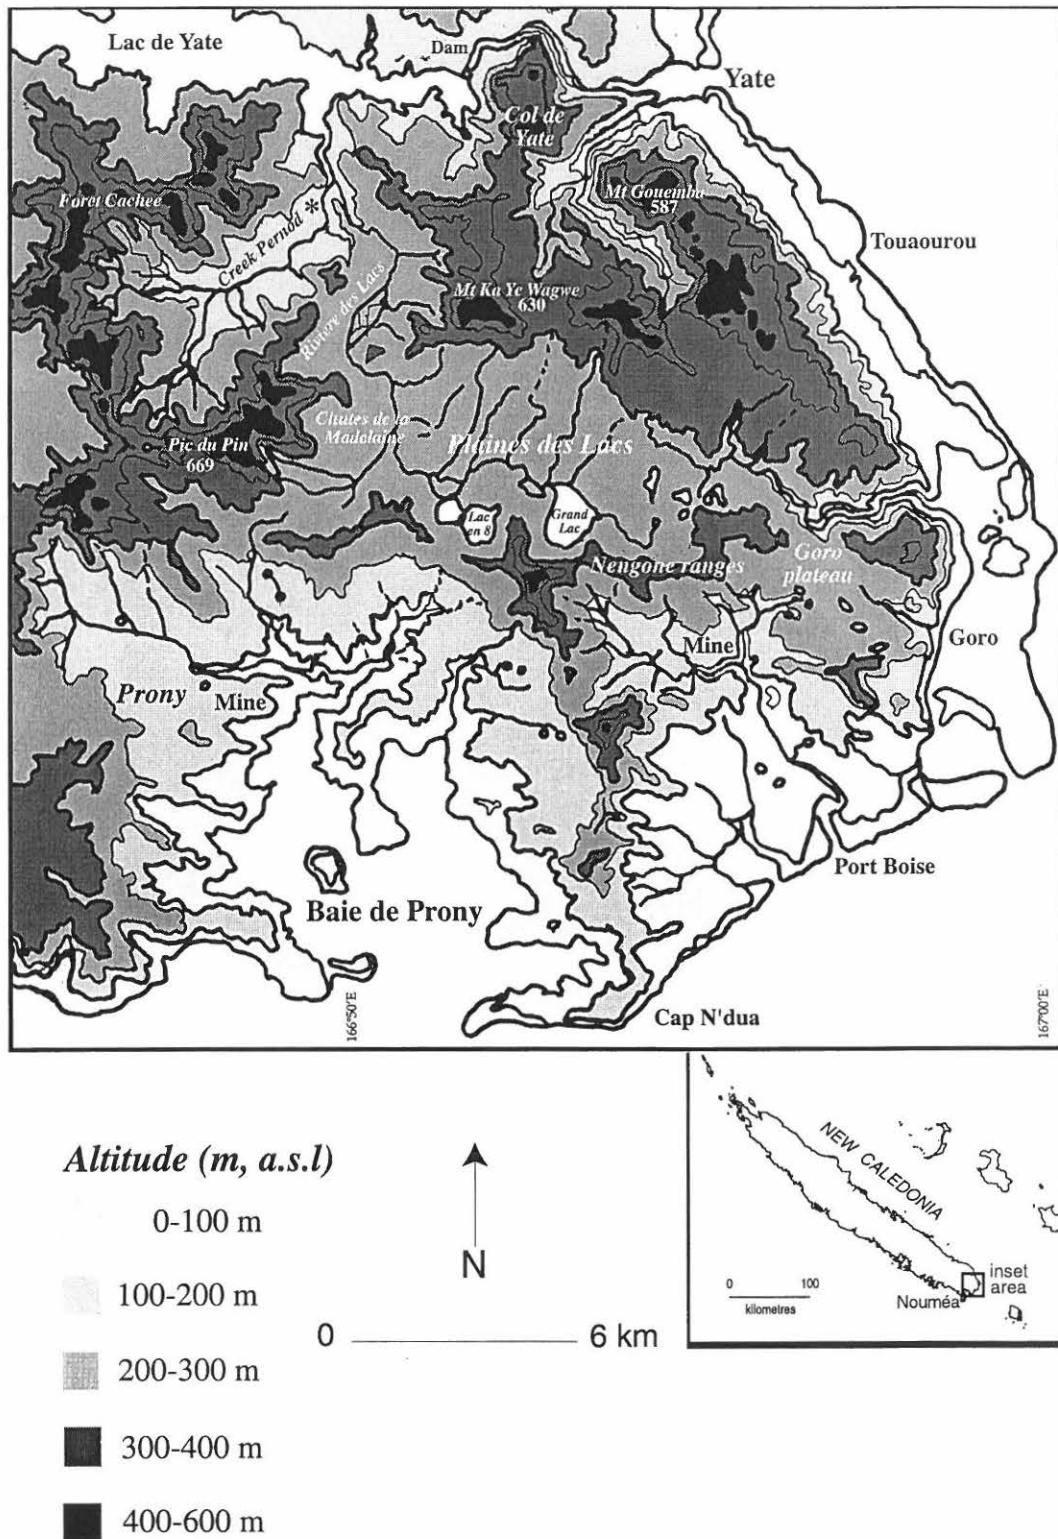 Lac de Yate
Dam
Yate
Col de
Yate
Mt Gouemba
587
Foret Cachee
Creek Pernod *
Touaourou
Riviere des Lacs
Mt Ka Ye Wagwe
630
Chutes de la
Madelaine
Plaines des Lacs
Pic du Pin
669
Lac
en 8
Grand
Lac
Nengone ranges
Goro
plateau
Goro
Mine
Prony
Mine
Port Boise
Baie de Prony
Cap N'dua
166°50'E
167°00'E
Altitude (m, a.s.l)
0-100 m
100-200 m
200-300 m
300-400 m
400-600 m
N
0 6 km
NEW CALEDONIA
0 100
kilometres
Nouméa
inset
area